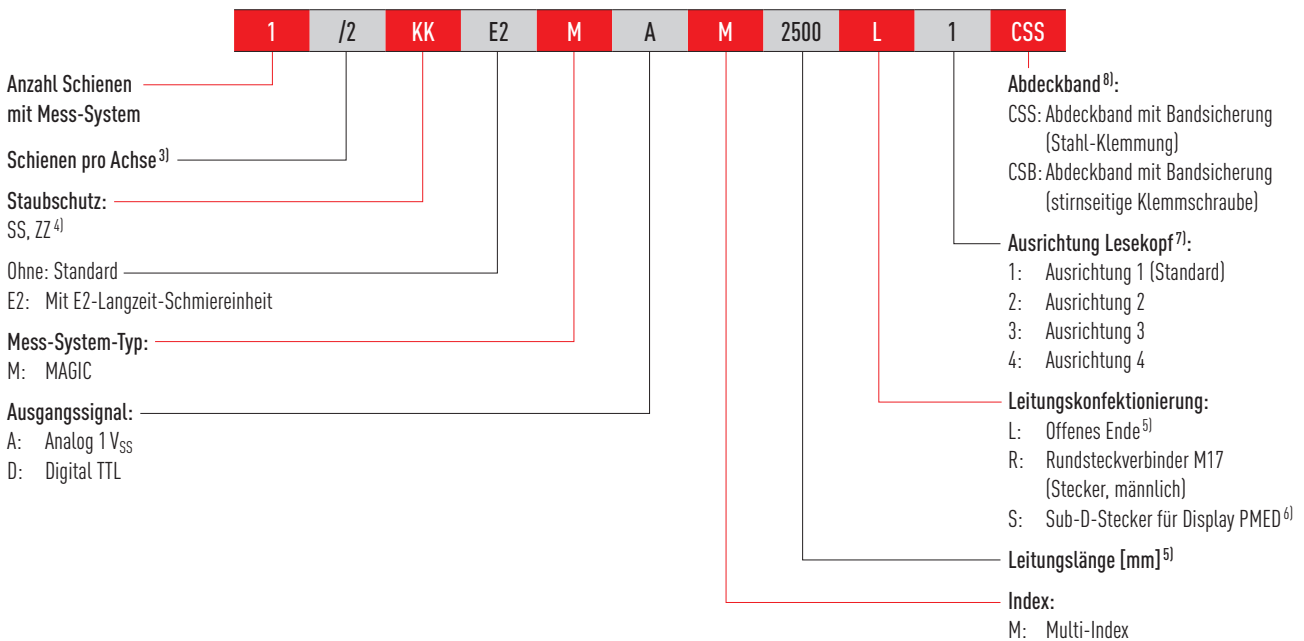 1 /2 KK E2 M A M 2500 L 1 CSS
Anzahl Schienen
mit Mess-System
Schienen pro Achse 3)
Staubschutz:
SS, ZZ 4)
Ohne: Standard
E2: Mit E2-Langzeit-Schmiereinheit
Mess-System-Typ:
M: MAGIC
Ausgangssignal:
A: Analog 1 VSS
D: Digital TTL
Abdeckband 8):
CSS: Abdeckband mit Bandsicherung
(Stahl-Klemmung)
CSB: Abdeckband mit Bandsicherung
(stirnseitige Klemmschraube)
Ausrichtung Lesekopf 7):
1: Ausrichtung 1 (Standard)
2: Ausrichtung 2
3: Ausrichtung 3
4: Ausrichtung 4
Leitungskonfektionierung:
L: Offenes Ende 5)
R: Rundsteckverbinder M17
(Stecker, männlich)
S: Sub-D-Stecker für Display PMED 6)
Leitungslänge [mm] 5)
Index:
M: Multi-Index